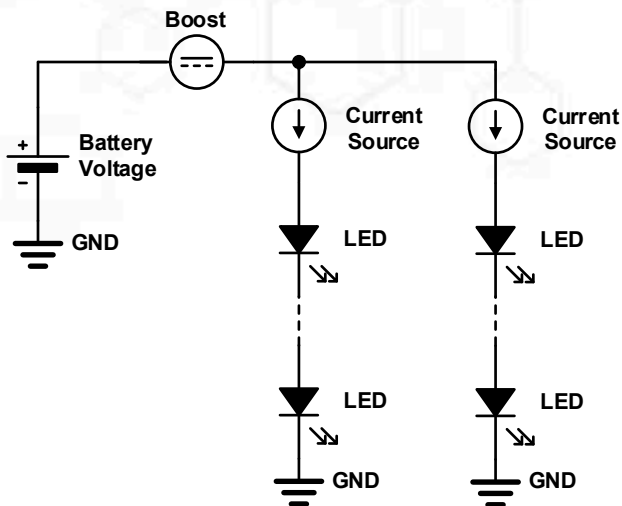 Boost
+
Battery
Voltage
−
GND
Current
Source
Current
Source
LED
LED
LED
LED
GND
GND